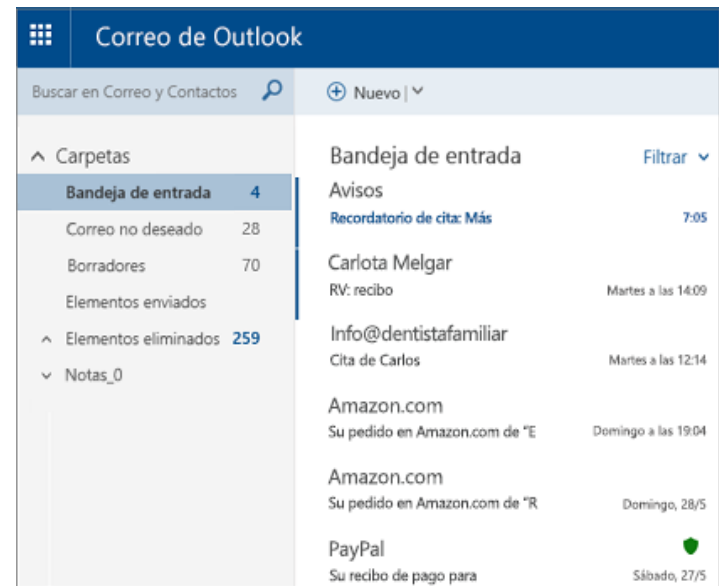 Correo de Outlook
Buscar en Correo y Contactos
Nuevo
Carpetas
Bandeja de entrada 4
Correo no deseado 28
Borradores 70
Elementos enviados
Elementos eliminados 259
Notas_0
Bandeja de entrada Filtrar
Avisos
Recordatorio de cita: Más 7:05
Carlota Melgar
RV: recibo Martes a las 14:09
Info@dentistafamiliar
Cita de Carlos Martes a las 12:14
Amazon.com
Su pedido en Amazon.com de "E Domingo a las 19:04
Amazon.com
Su pedido en Amazon.com de "R Domingo, 28/5
PayPal
Su recibo de pago para Sábado, 27/5